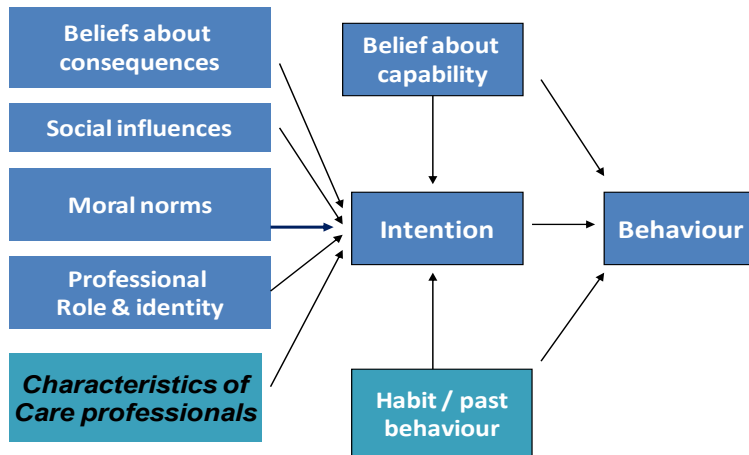 Beliefs about
consequences
Social influences
Moral norms
Professional
Role & identity
Characteristics of
Care professionals
Belief about
capability
Intention
Habit / past
behaviour
Behaviour